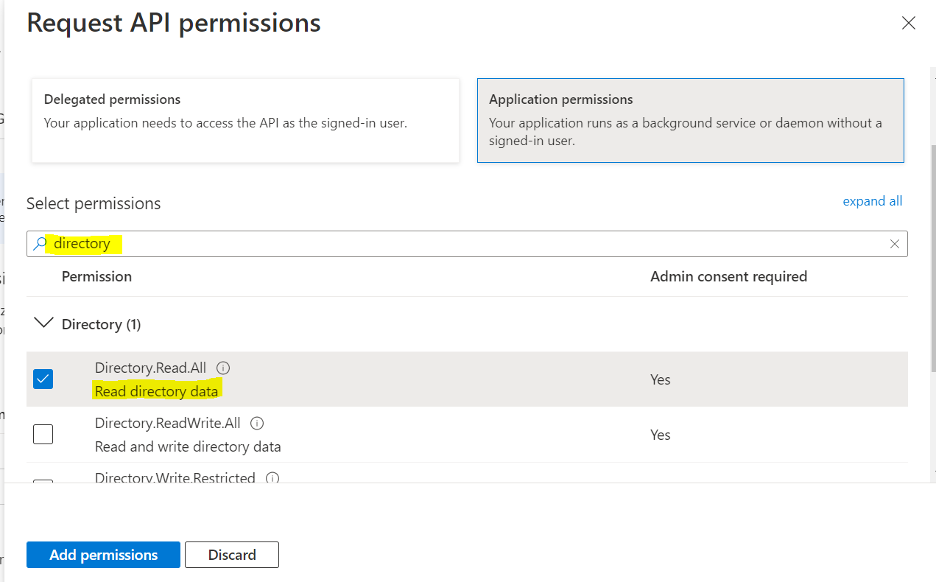 Request API permissions
Delegated permissions
Your application needs to access the API as the signed-in user.
Application permissions
Your application runs as a background service or daemon without a
signed-in user.
Select permissions
expand all
directory
Permission
Admin consent required
Directory (1)
Directory.Read.All
Read directory data
Yes
Directory.ReadWrite.All
Read and write directory data
Yes
Directory.Write.Restricted
Add permissions
Discard